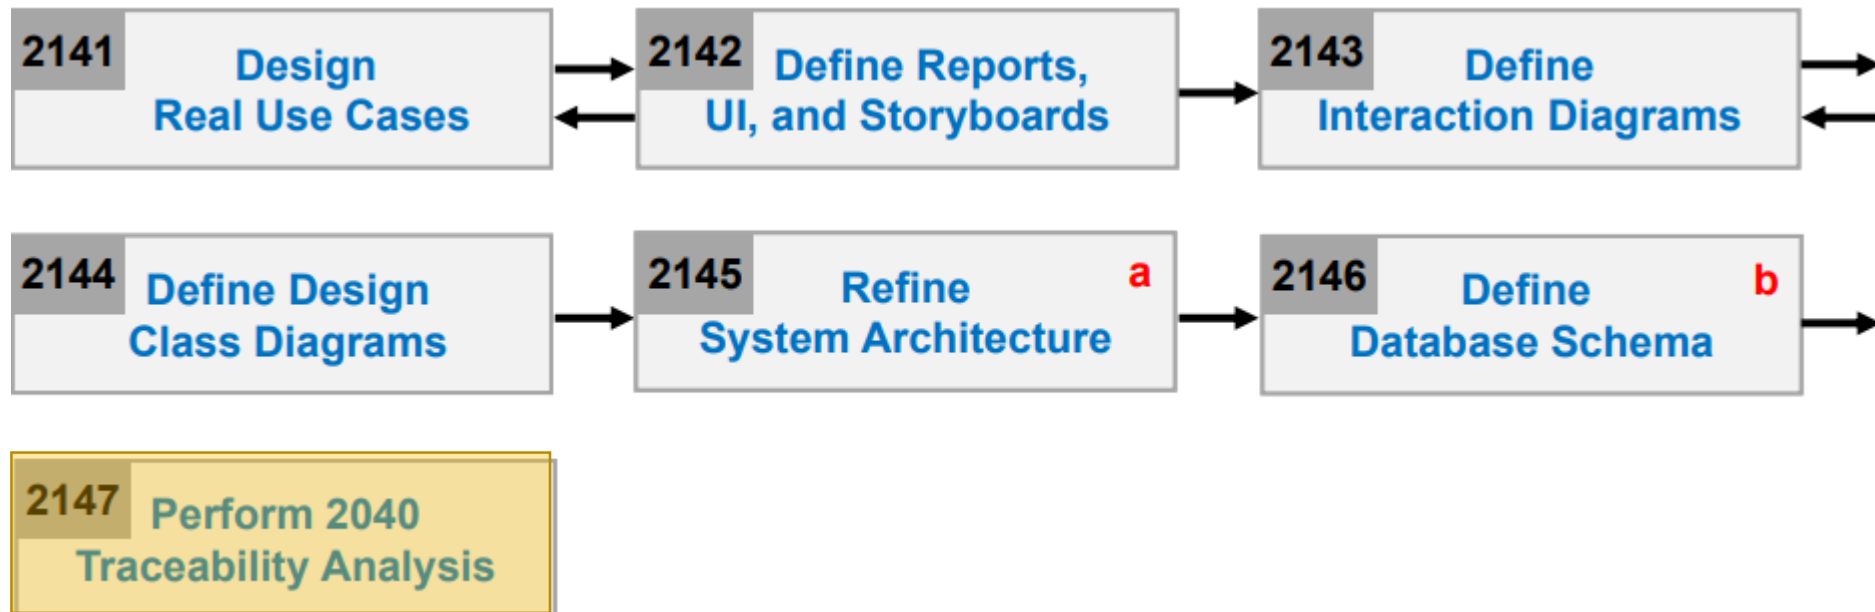 2141
Design
Real Use Cases
2142
Define Reports,
UI, and Storyboards
2143
Define
Interaction Diagrams
2144
Define Design
Class Diagrams
2145
Refine
a
System Architecture
2146
Define
b
Database Schema
2147
Perform 2040
Traceability Analysis